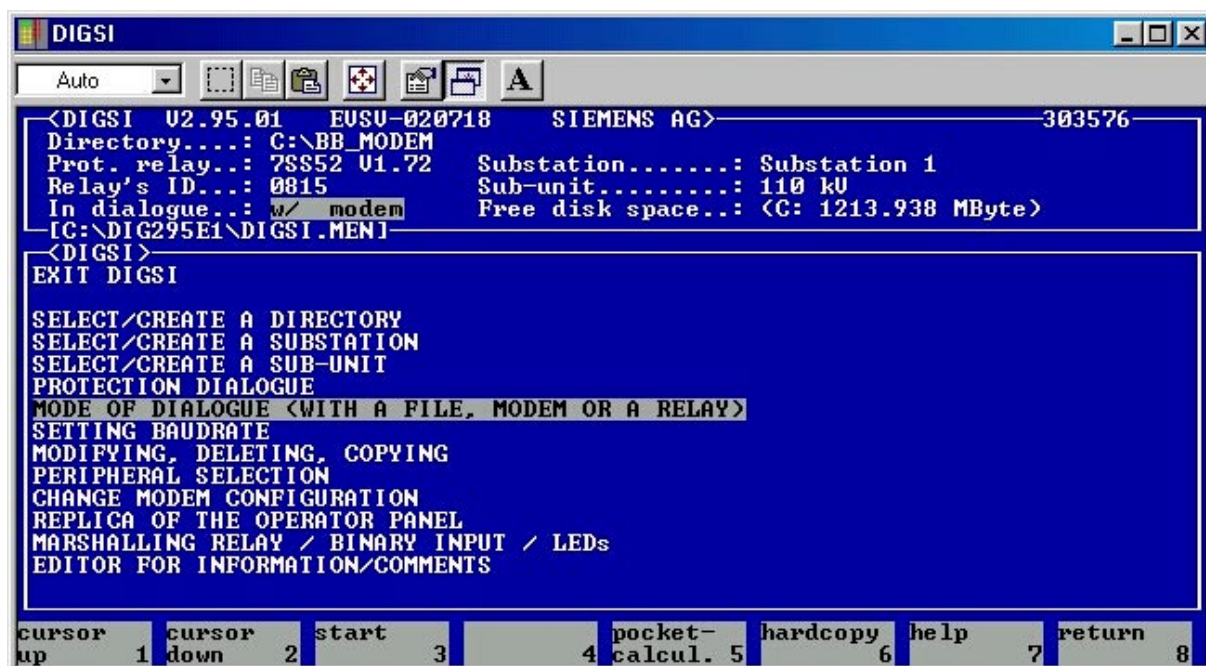 DIGSI
Auto
A
<DIGSI V2.95.01 EVSV-020718 SIEMENS AG> 303576
Directory....: C:\BB_MODEM
Prot. relay..: 7SS52 V1.72 Substation.......: Substation 1
Relay's ID...: 0815 Sub-unit.........: 110 kV
In dialogue..: w/ modem Free disk space..: (C: 1213.938 MByte)
[C:\DIG295E1\DIGSI.MEN]
<DIGSI>
EXIT DIGSI
SELECT/CREATE A DIRECTORY
SELECT/CREATE A SUBSTATION
SELECT/CREATE A SUB-UNIT
PROTECTION DIALOGUE
MODE OF DIALOGUE (WITH A FILE, MODEM OR A RELAY)
SETTING BAUDRATE
MODIFYING, DELETING, COPYING
PERIPHERAL SELECTION
CHANGE MODEM CONFIGURATION
REPLICA OF THE OPERATOR PANEL
MARSHALLING RELAY / BINARY INPUT / LEDs
EDITOR FOR INFORMATION/COMMENTS
cursor cursor start pocket- hardcopy help return
up 1 down 2 3 4 calcul. 5 6 7 8